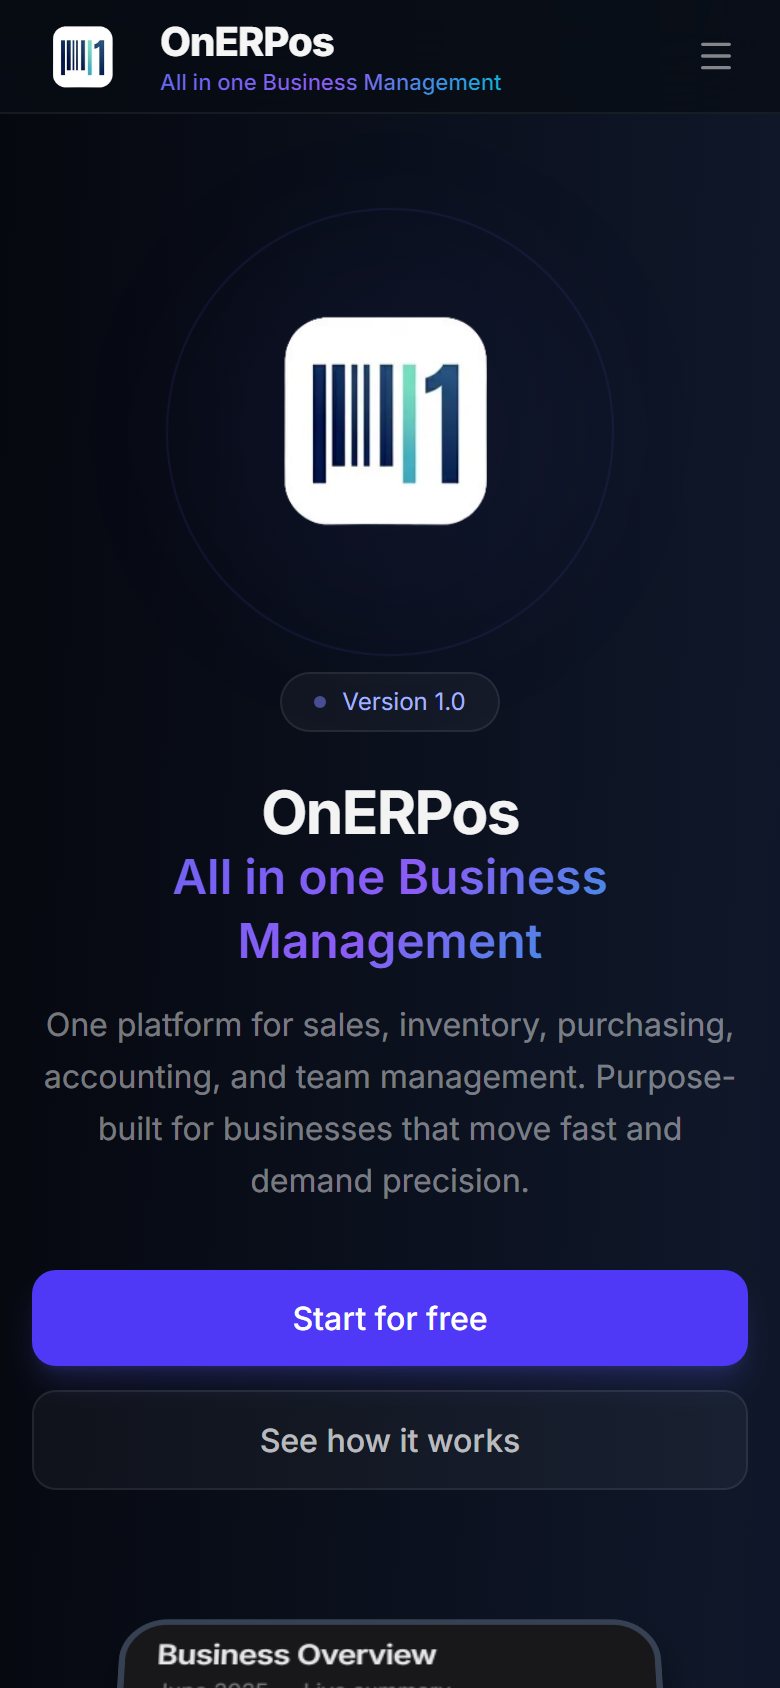 OnERPos
All in one Business Management
Version 1.0
OnERPos
All in one Business
Management
One platform for sales, inventory, purchasing,
accounting, and team management. Purpose-
built for businesses that move fast and
demand precision.
Start for free
See how it works
Business Overview